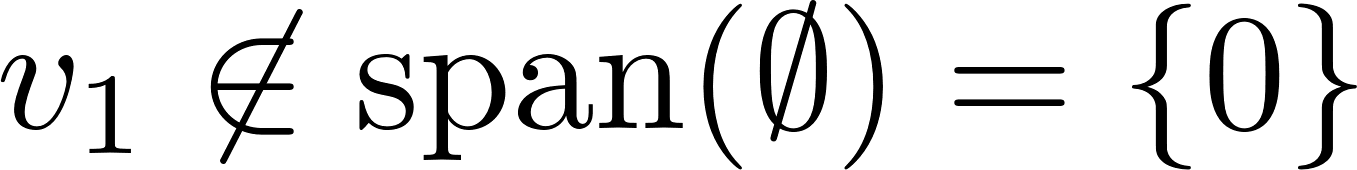 v₁ ∉ span(∅) = {0}